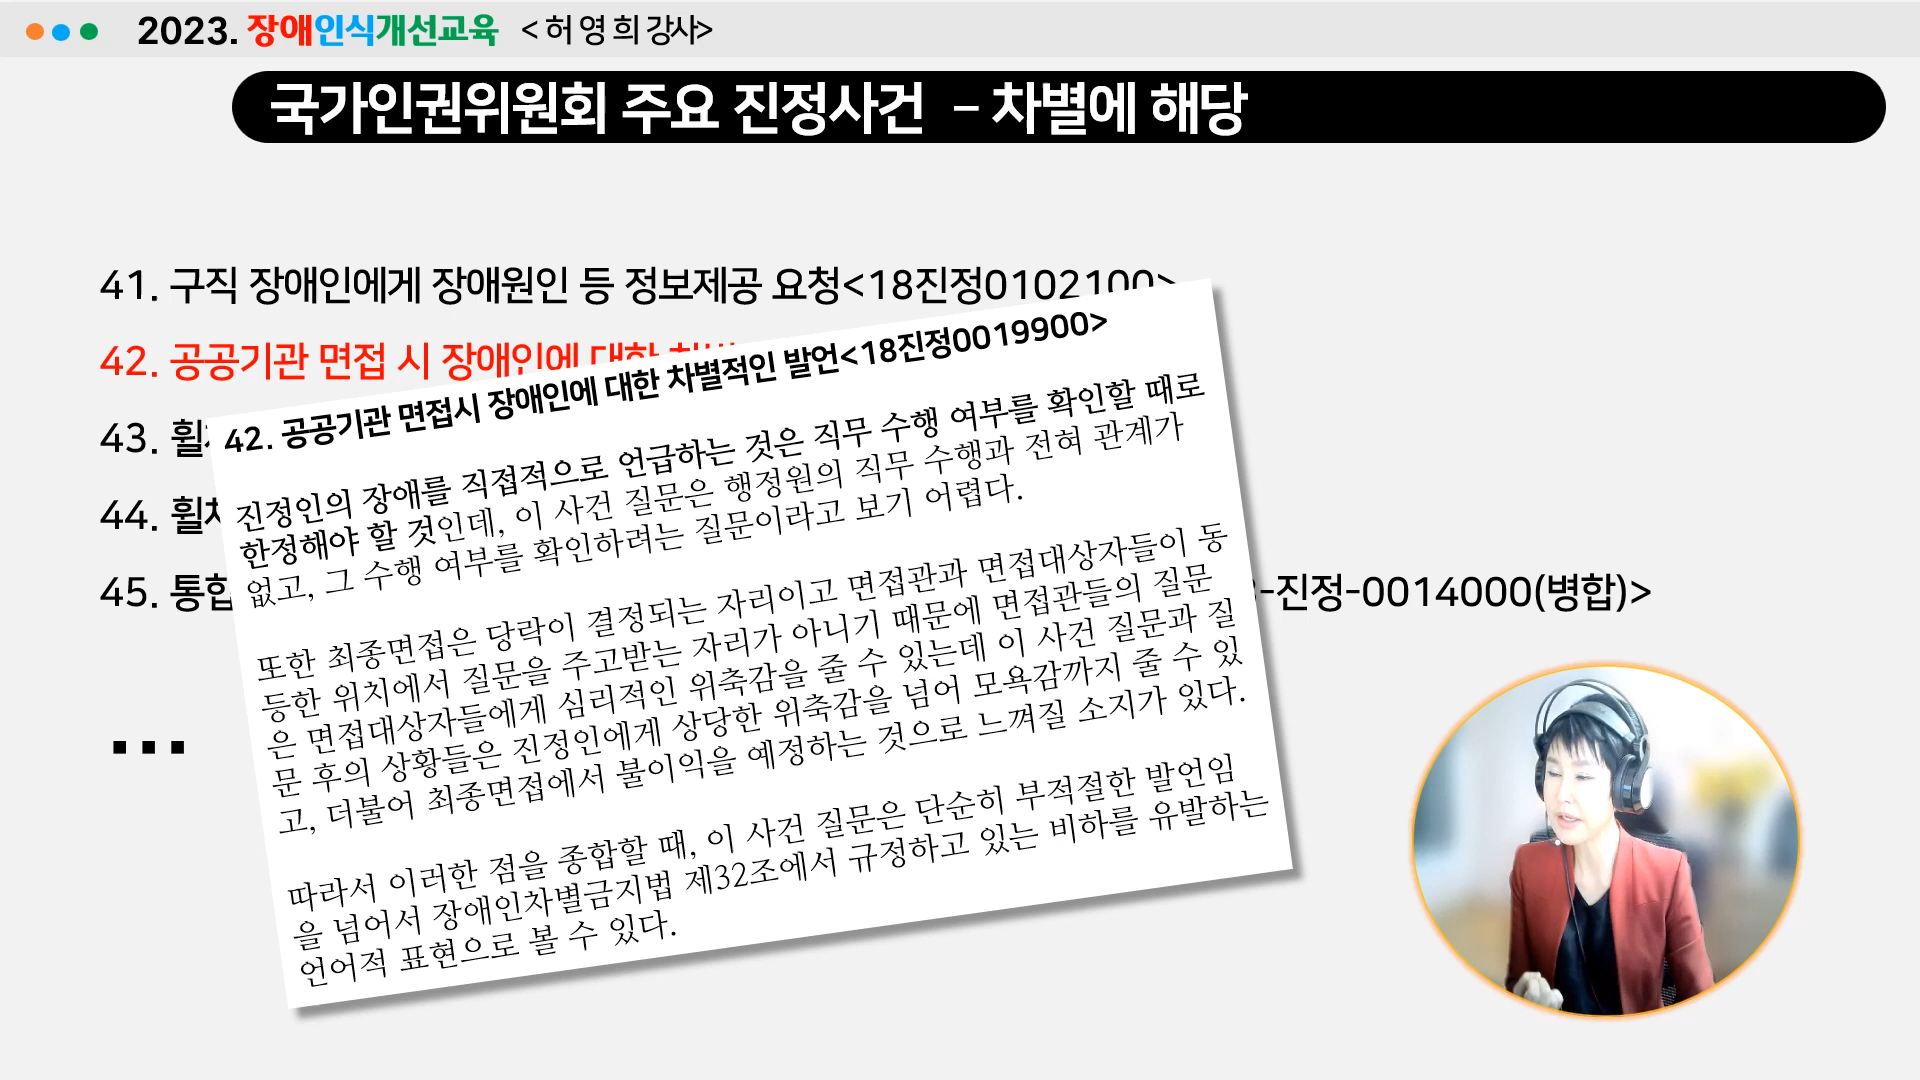 2023. 장애인식개선교육 < 허 영 희 강사>
국가인권위원회 주요 진정사건 – 차별에 해당
41. 구직 장애인에게 장애원인 등 정보제공 요청<18진정0102100>
42. 공공기관 면접 시 장애인에 대한
43.
44.
45. 통합
-진정-0014000(병합)>
...
42. 공공기관 면접시 장애인에 대한 차별적인 발언<18진정0019900>
진정인의 장애를 직접적으로 언급하는 것은 직무 수행 여부를 확인할 때로
한정해야 할 것인데, 이 사건 질문은 행정원의 직무 수행과 전혀 관계가
없고, 그 수행 여부를 확인하려는 질문이라고 보기 어렵다.
또한 최종면접은 당락이 결정되는 자리이고 면접관과 면접대상자들이 동
등한 위치에서 질문을 주고받는 자리가 아니기 때문에 면접관들의 질문
은 면접대상자들에게 심리적인 위축감을 줄 수 있는데 이 사건 질문과 질
문 후의 상황들은 진정인에게 상당한 위축감을 넘어 모욕감까지 줄 수 있
고, 더불어 최종면접에서 불이익을 예정하는 것으로 느껴질 소지가 있다.
따라서 이러한 점을 종합할 때, 이 사건 질문은 단순히 부적절한 발언임
을 넘어서 장애인차별금지법 제32조에서 규정하고 있는 비하를 유발하는
언어적 표현으로 볼 수 있다.